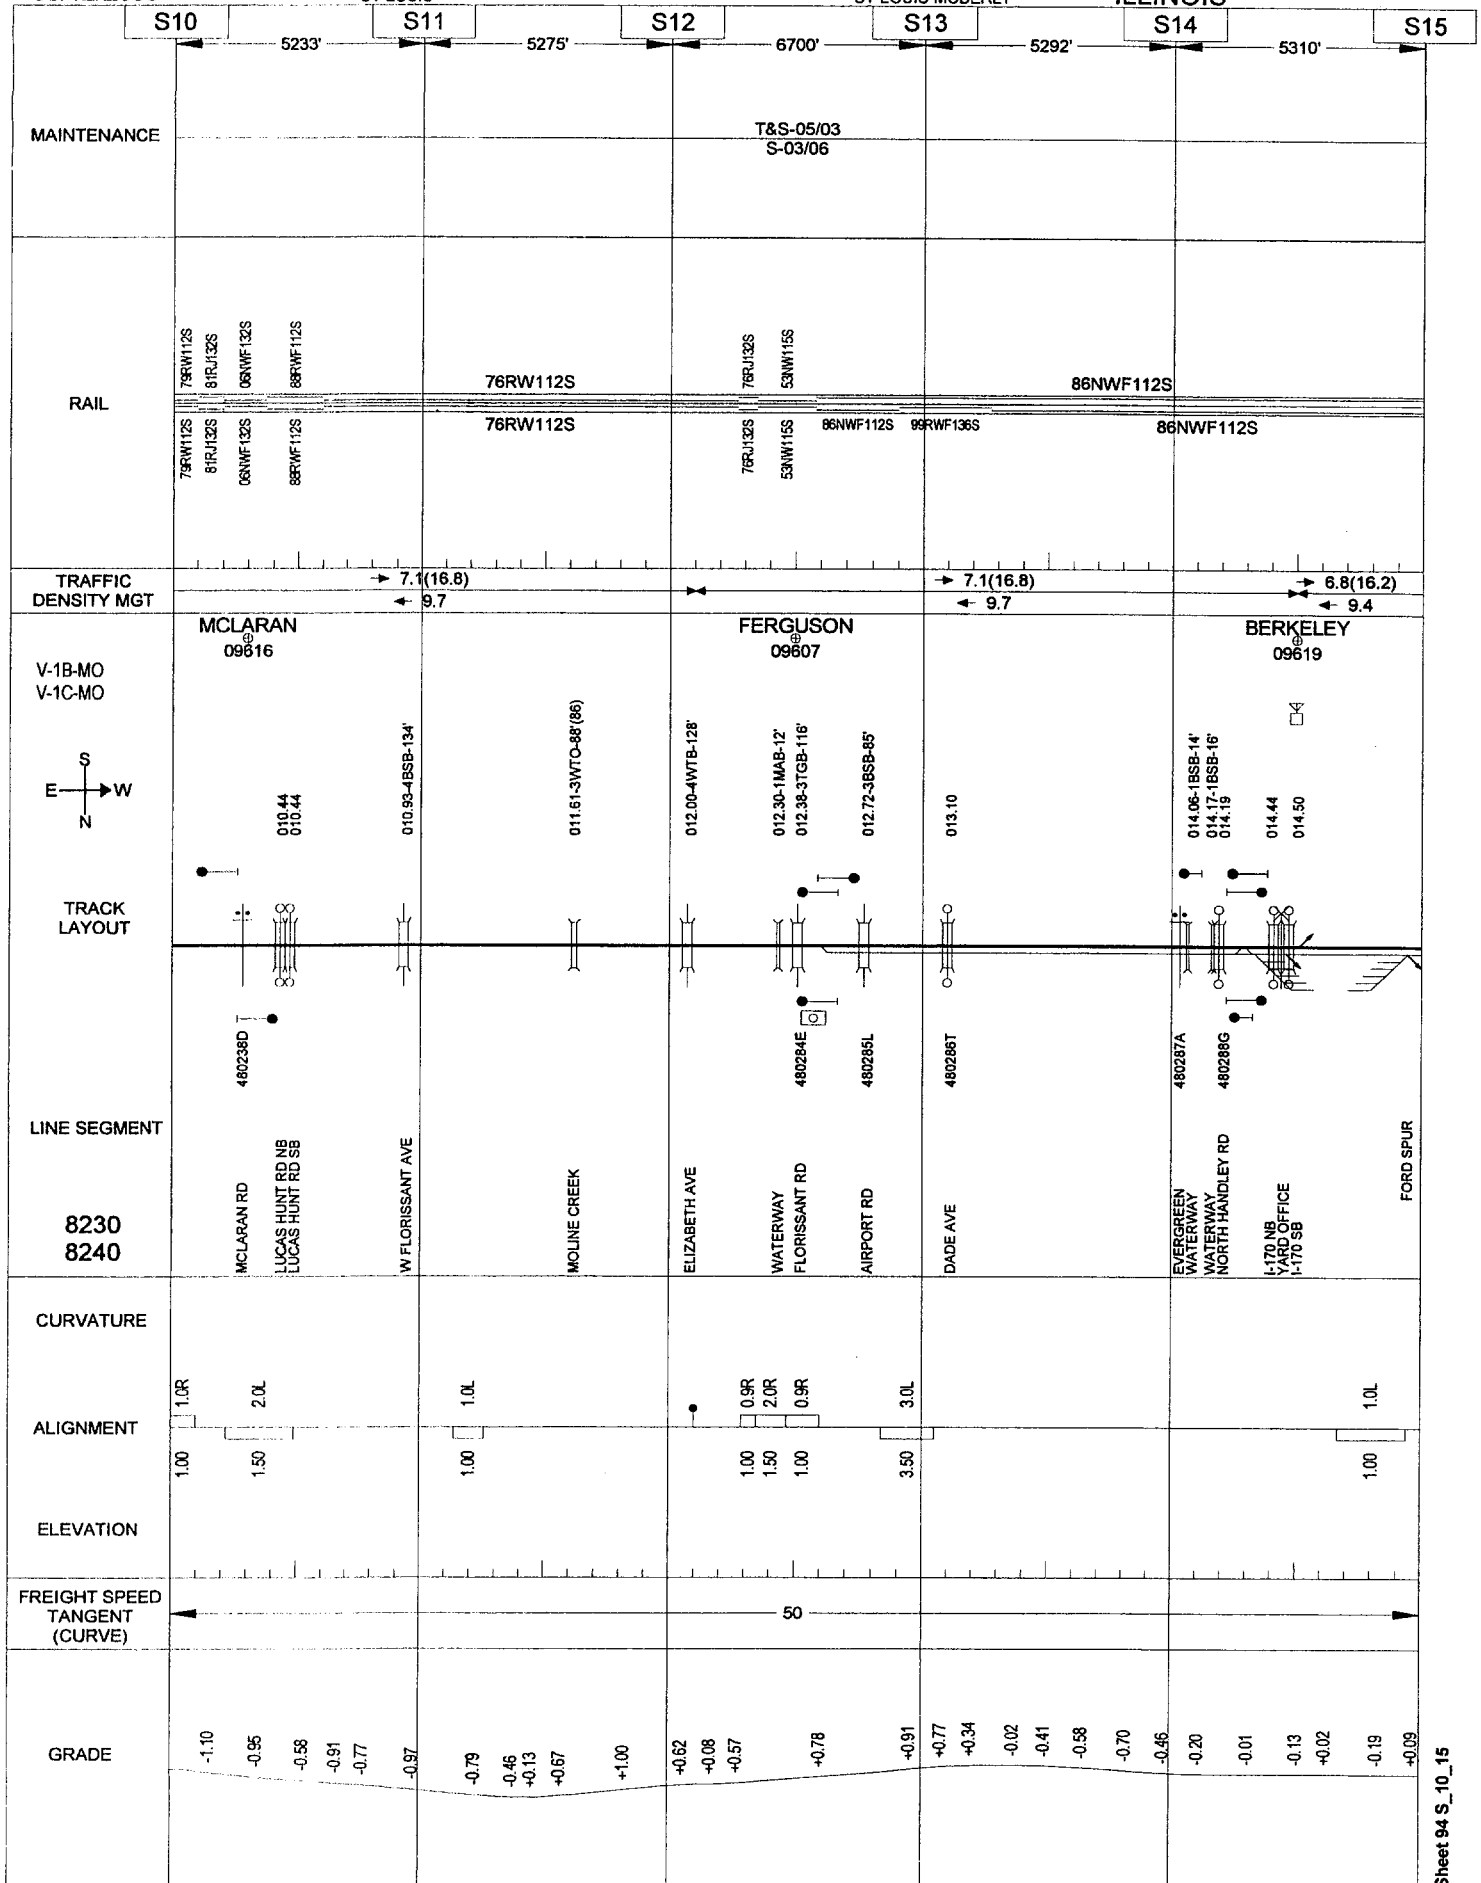 ILLINOIS
S10 S11 S12 S13 S14 S15
5233' 5275' 6700' 5292' 5310'
MAINTENANCE
T&S-05/03
S-03/06
RAIL
79RW112S
81RJ132S
06NWF132S
88RWF112S
76RW112S
76RJ132S
53NW115S
86NWF112S
79RW112S
81RJ132S
06NWF132S
88RWF112S
76RW112S
76RJ132S
53NW115S
86NWF112S
99RWF136S
86NWF112S
TRAFFIC
DENSITY MGT
7.1(16.8)
9.7
7.1(16.8)
9.7
6.8(16.2)
9.4
MCLARAN
09616
FERGUSON
09607
BERKELEY
09619
V-1B-MO
V-1C-MO
S
E W
N
010.44
010.44
010.93-4BSB-134'
011.61-3WTO-88'(86)
012.00-4WTB-128'
012.30-1MAB-12'
012.38-3TGB-116'
012.72-3BSB-85'
013.10
014.06-1BSB-14'
014.17-1BSB-16'
014.19
014.44
014.50
TRACK
LAYOUT
480238D
480284E
480285L
480286T
480287A
480288G
LINE SEGMENT
8230
8240
MCLARAN RD
LUCAS HUNT RD NB
LUCAS HUNT RD SB
W FLORISSANT AVE
MOLINE CREEK
ELIZABETH AVE
WATERWAY
FLORISSANT RD
AIRPORT RD
DADE AVE
EVERGREEN
WATERWAY
WATERWAY
NORTH HANDLEY RD
I-170 NB
YARD OFFICE
I-170 SB
FORD SPUR
CURVATURE
1.0R
2.0L
1.0L
0.9R
2.0R
0.9R
3.0L
1.0L
ALIGNMENT
1.00
1.50
1.00
1.00
1.50
1.00
3.50
1.00
ELEVATION
FREIGHT SPEED
TANGENT
(CURVE)
50
GRADE
-1.10
-0.95
-0.58
-0.91
-0.77
-0.97
-0.79
-0.46
+0.13
+0.67
+1.00
+0.62
+0.08
+0.57
+0.78
+0.91
+0.77
+0.34
-0.02
-0.41
-0.58
-0.70
-0.46
-0.20
-0.01
-0.13
+0.02
-0.19
+0.09
Sheet 94 S_10_15